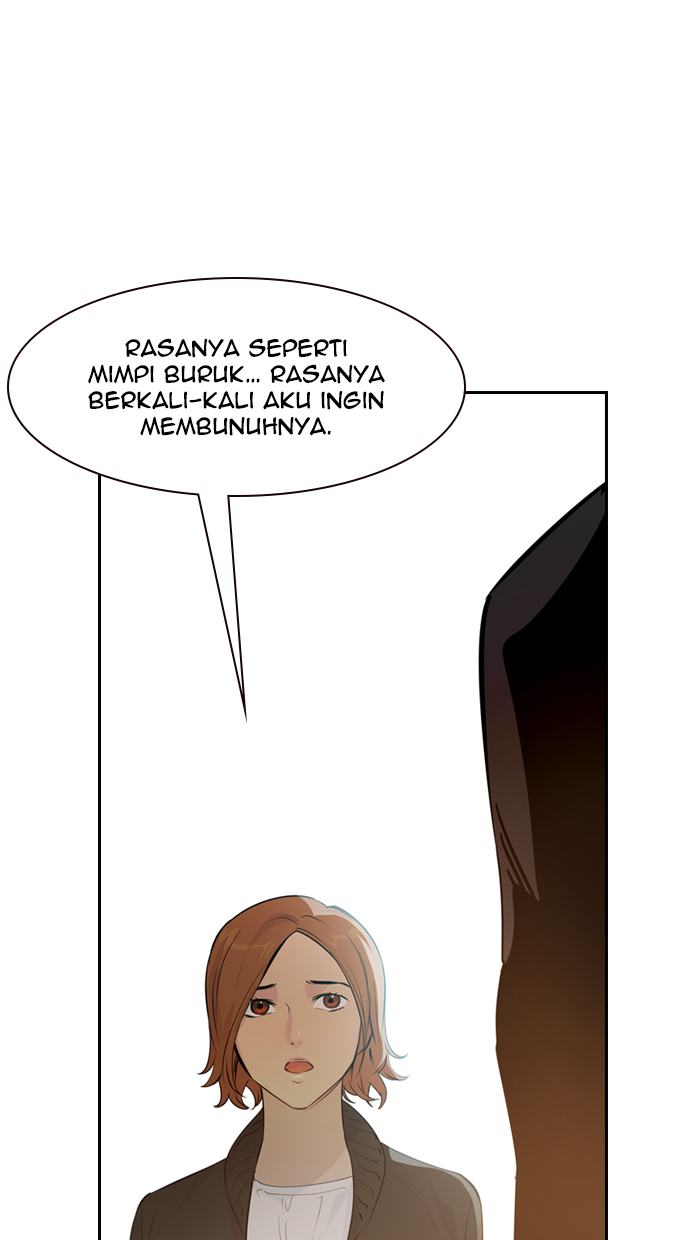 RASANYA SEPERTI
MIMPI BURUK... RASANYA
BERKALI-KALI AKU INGIN
MEMBUNUHNYA.